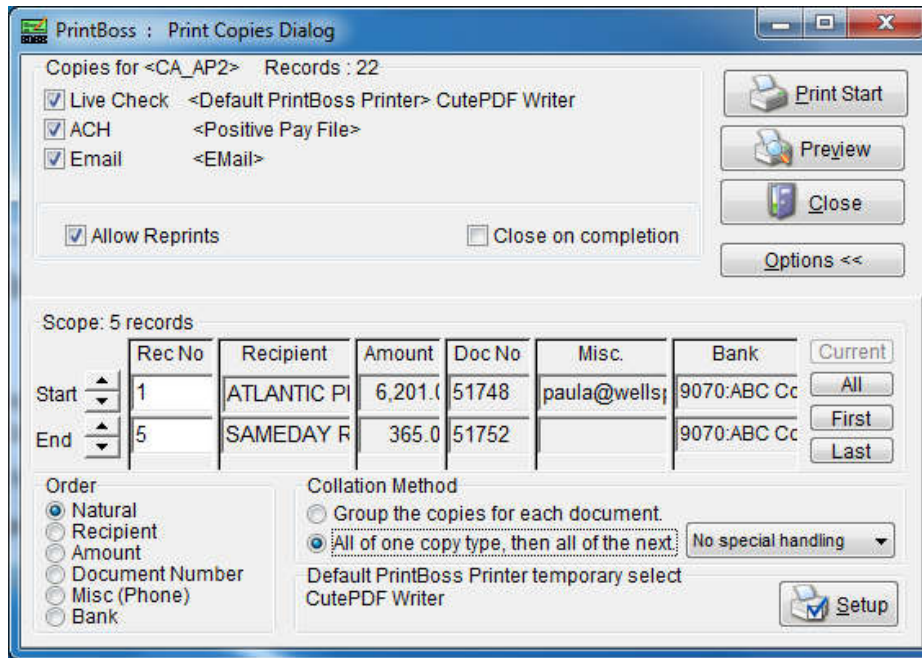 PrintBoss : Print Copies Dialog
Copies for <CA_AP2> Records : 22
Live Check <Default PrintBoss Printer> CutePDF Writer
ACH <Positive Pay File>
Email <EMail>
Allow Reprints Close on completion
Print Start
Preview
Close
Options <<
Scope: 5 records
Rec No Recipient Amount Doc No Misc. Bank Current
Start 1 ATLANTIC PI 6,201.0 51748 paula@wellsp 9070:ABC Co All
First
End 5 SAMEDAY R 365.0 51752 9070:ABC Co
Last
Order
Natural
Recipient
Amount
Document Number
Misc (Phone)
Bank
Collation Method
Group the copies for each document.
All of one copy type, then all of the next. No special handling
Default PrintBoss Printer temporary select
CutePDF Writer
Setup